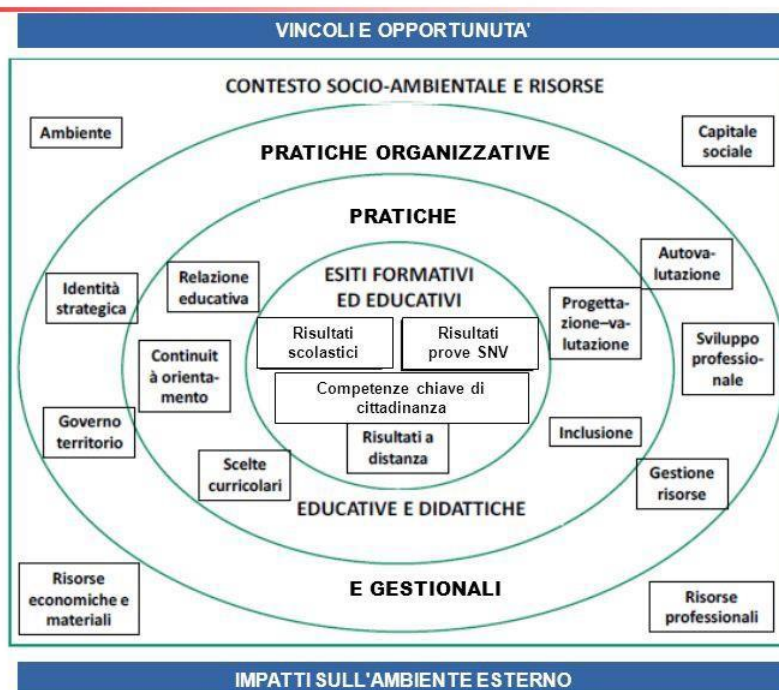 VINCOLI E OPPORTUNUTA'
CONTESTO SOCIO-AMBIENTALE E RISORSE
Ambiente
Capitale
sociale
PRATICHE ORGANIZZATIVE
PRATICHE
Identità
strategica
Relazione
educativa
ESITI FORMATIVI
ED EDUCATIVI
Autova-
lutazione
Progetta-
zione–va-
lutazione
Risultati
scolastici
Risultati
prove SNV
Sviluppo
professio-
nale
Continuit
à orienta-
mento
Competenze chiave di
cittadinanza
Governo
territorio
Risultati a
distanza
Inclusione
Scelte
curricolari
Gestione
risorse
EDUCATIVE E DIDATTICHE
E GESTIONALI
Risorse
economiche e
materiali
Risorse
professionali
IMPATTI SULL'AMBIENTE ESTERNO